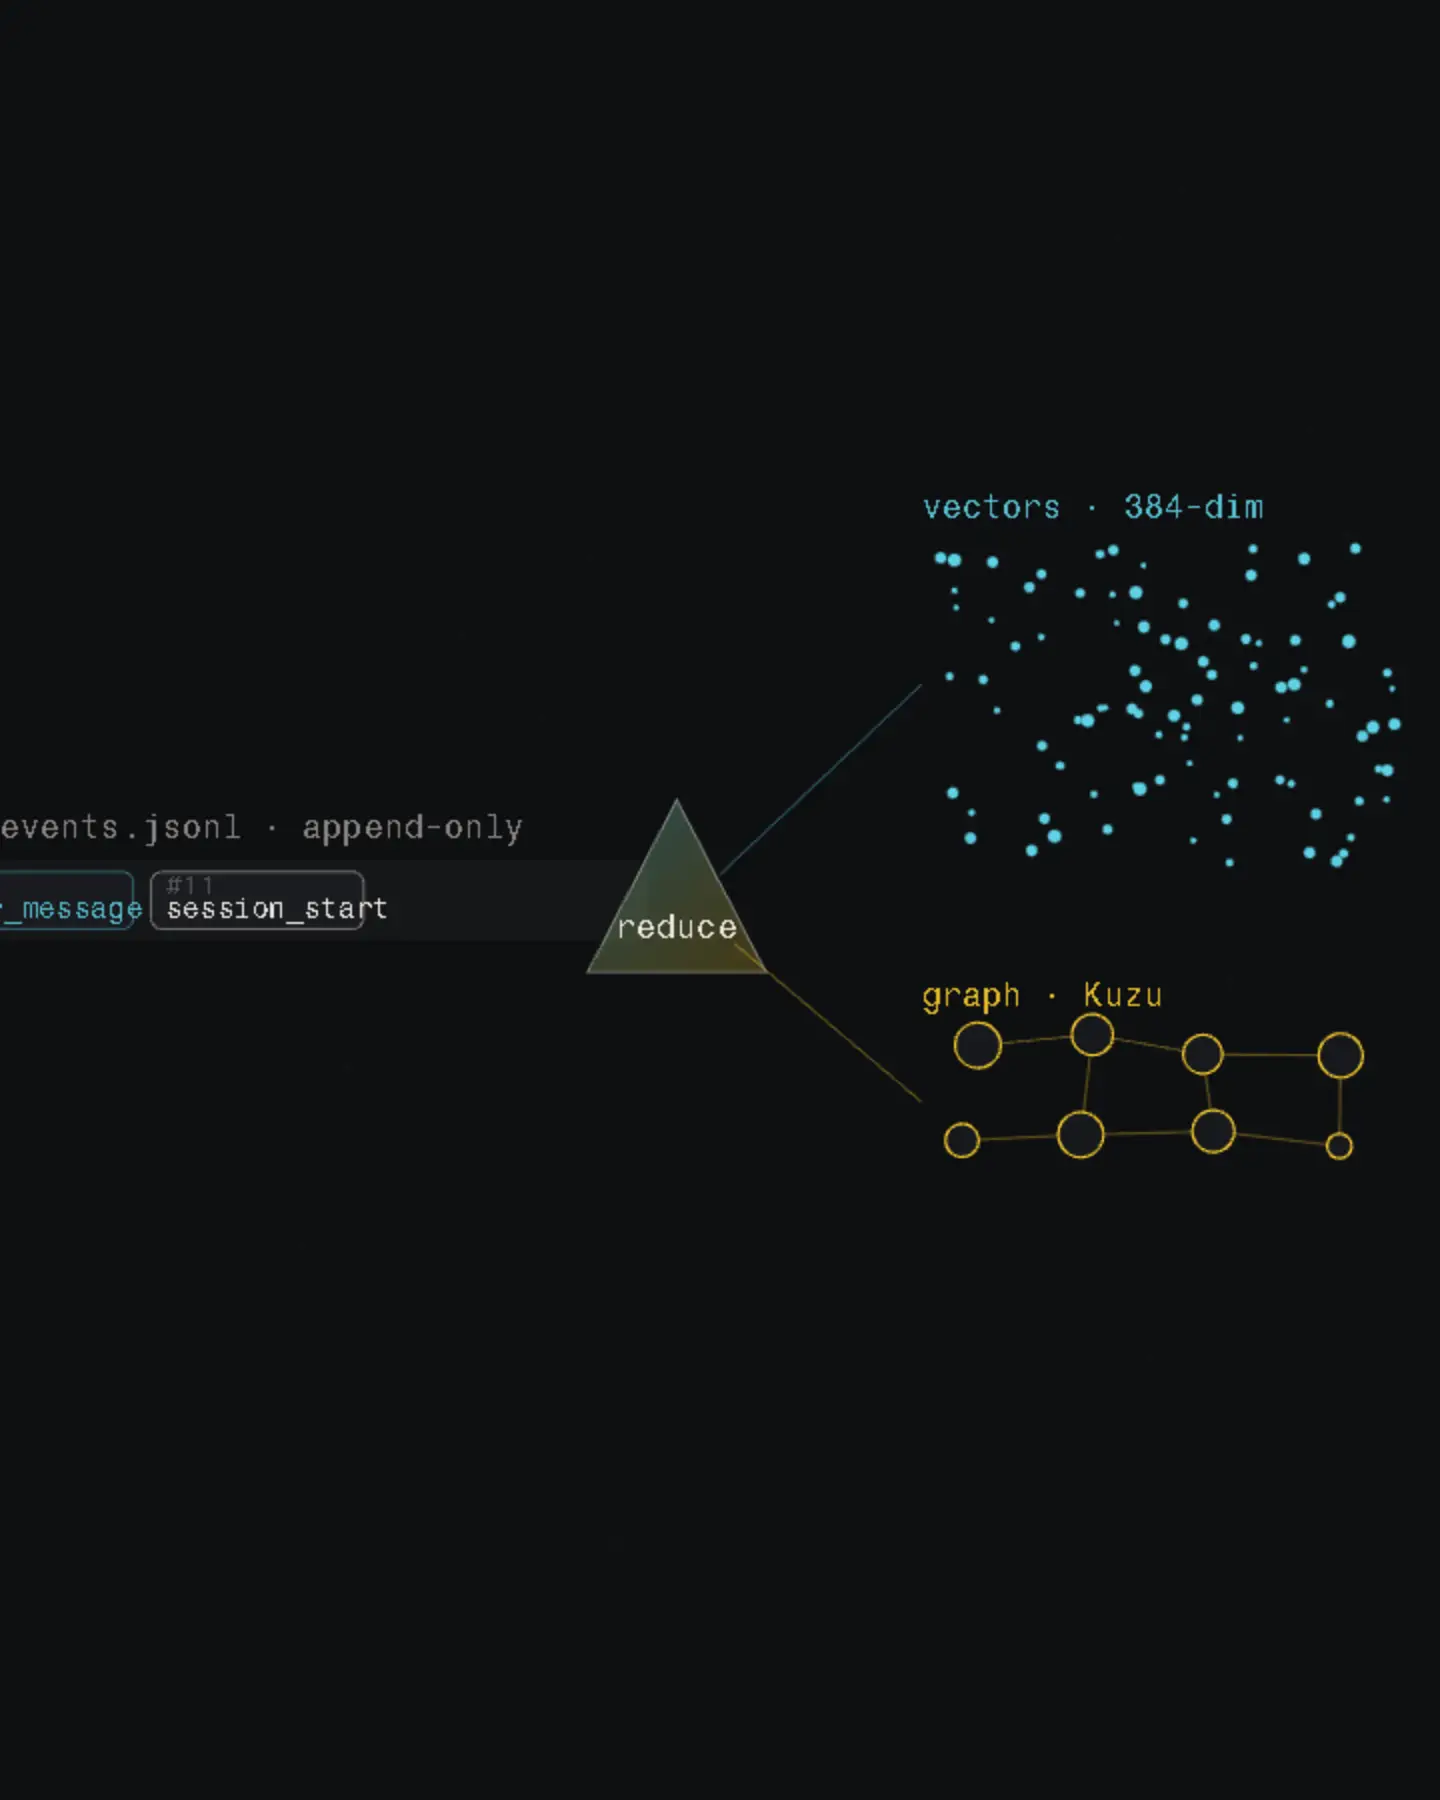 vectors · 384-dim
events.jsonl · append-only
_message
#11
session_start
reduce
graph · Kuzu